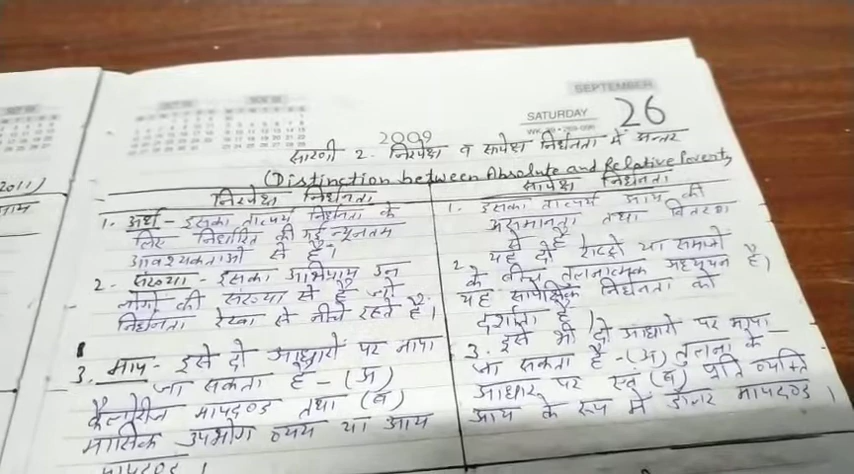 SEPTEMBER
SATURDAY
26
2009
सारणी 2. निरपेक्ष व सापेक्ष निर्धनता में अन्तर
(Distinction between Absolute and Relative Poverty
2011)
निरपेक्ष निर्धनता
1. अर्थ - इसका तात्पर्य निर्धनता के
लिए निर्धारित की गई न्यूनतम
आवश्यकताओं से है।
2. संख्या - इसका अभिप्राय उन
लोगों की संख्या से है जो
निर्धनता रेखा से नीचे रहते हैं।
3. माप - इसे दो आधारों पर नापा
जा सकता है - (अ)
कैलोरीज मापदण्ड तथा (ब)
मासिक उपभोग व्यय या आय
मापदण्ड।
सापेक्ष निर्धनता
1. इसका तात्पर्य आय की
असमानता तथा वितरण
से है
2. यह दो राष्ट्रों या समाजों
के बीच तुलनात्मक अध्ययन है।
यह सापेक्षिक निर्धनता को
दर्शाता है।
3. इसे भी दो आधारों पर मापा
जा सकता है - (अ) तुलना के
आधार पर एवं (ब) प्रति व्यक्ति
आय के रूप में डॉलर मापदण्ड।